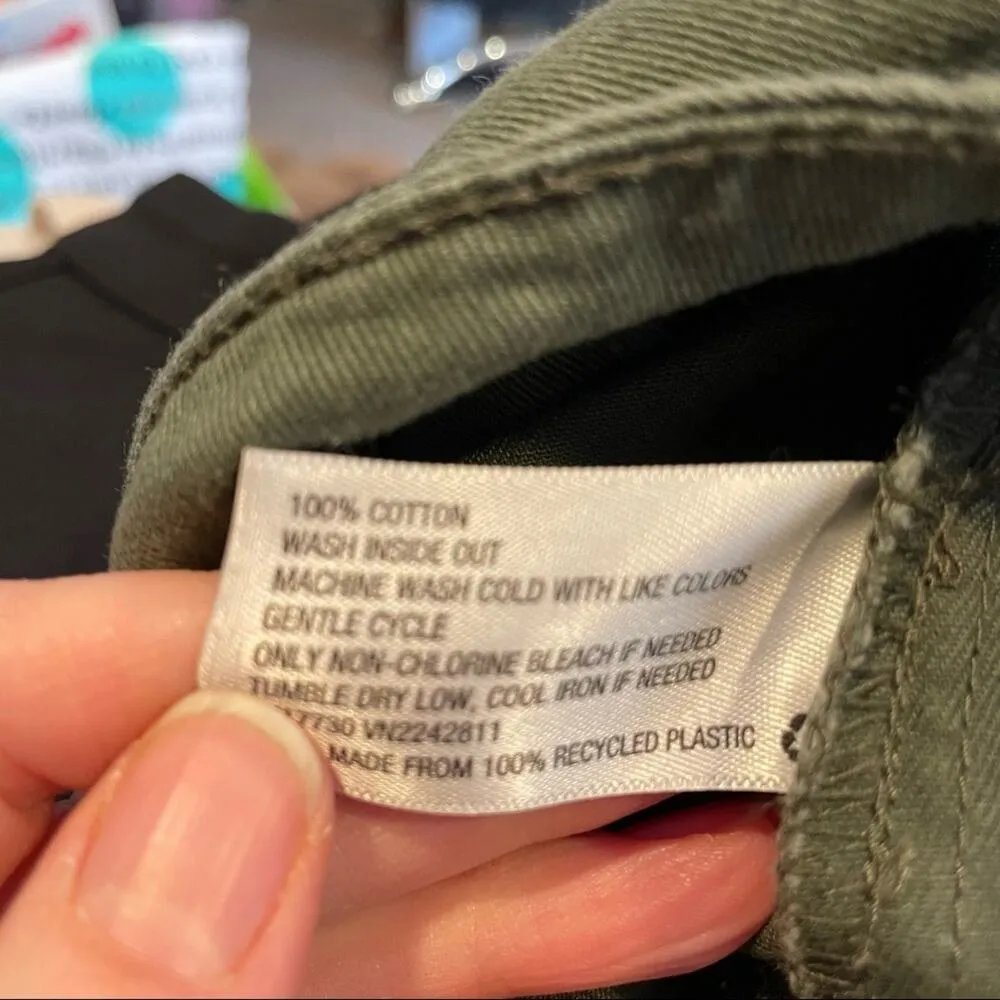 100% COTTON
WASH INSIDE OUT
MACHINE WASH COLD WITH LIKE COLORS
GENTLE CYCLE
ONLY NON-CHLORINE BLEACH IF NEEDED
TUMBLE DRY LOW, COOL IRON IF NEEDED
VN2242811
MADE FROM 100% RECYCLED PLASTIC